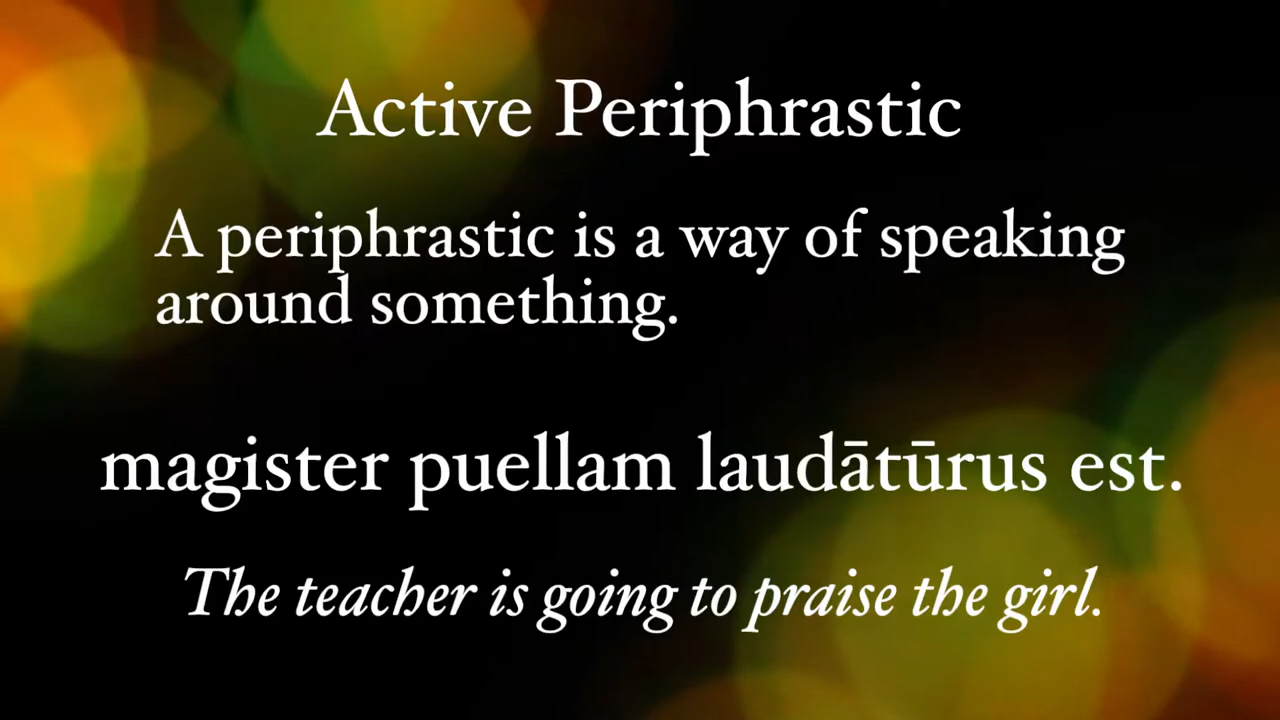 Active Periphrastic
A periphrastic is a way of speaking
around something.
magister puellam laudātūrus est.
The teacher is going to praise the girl.